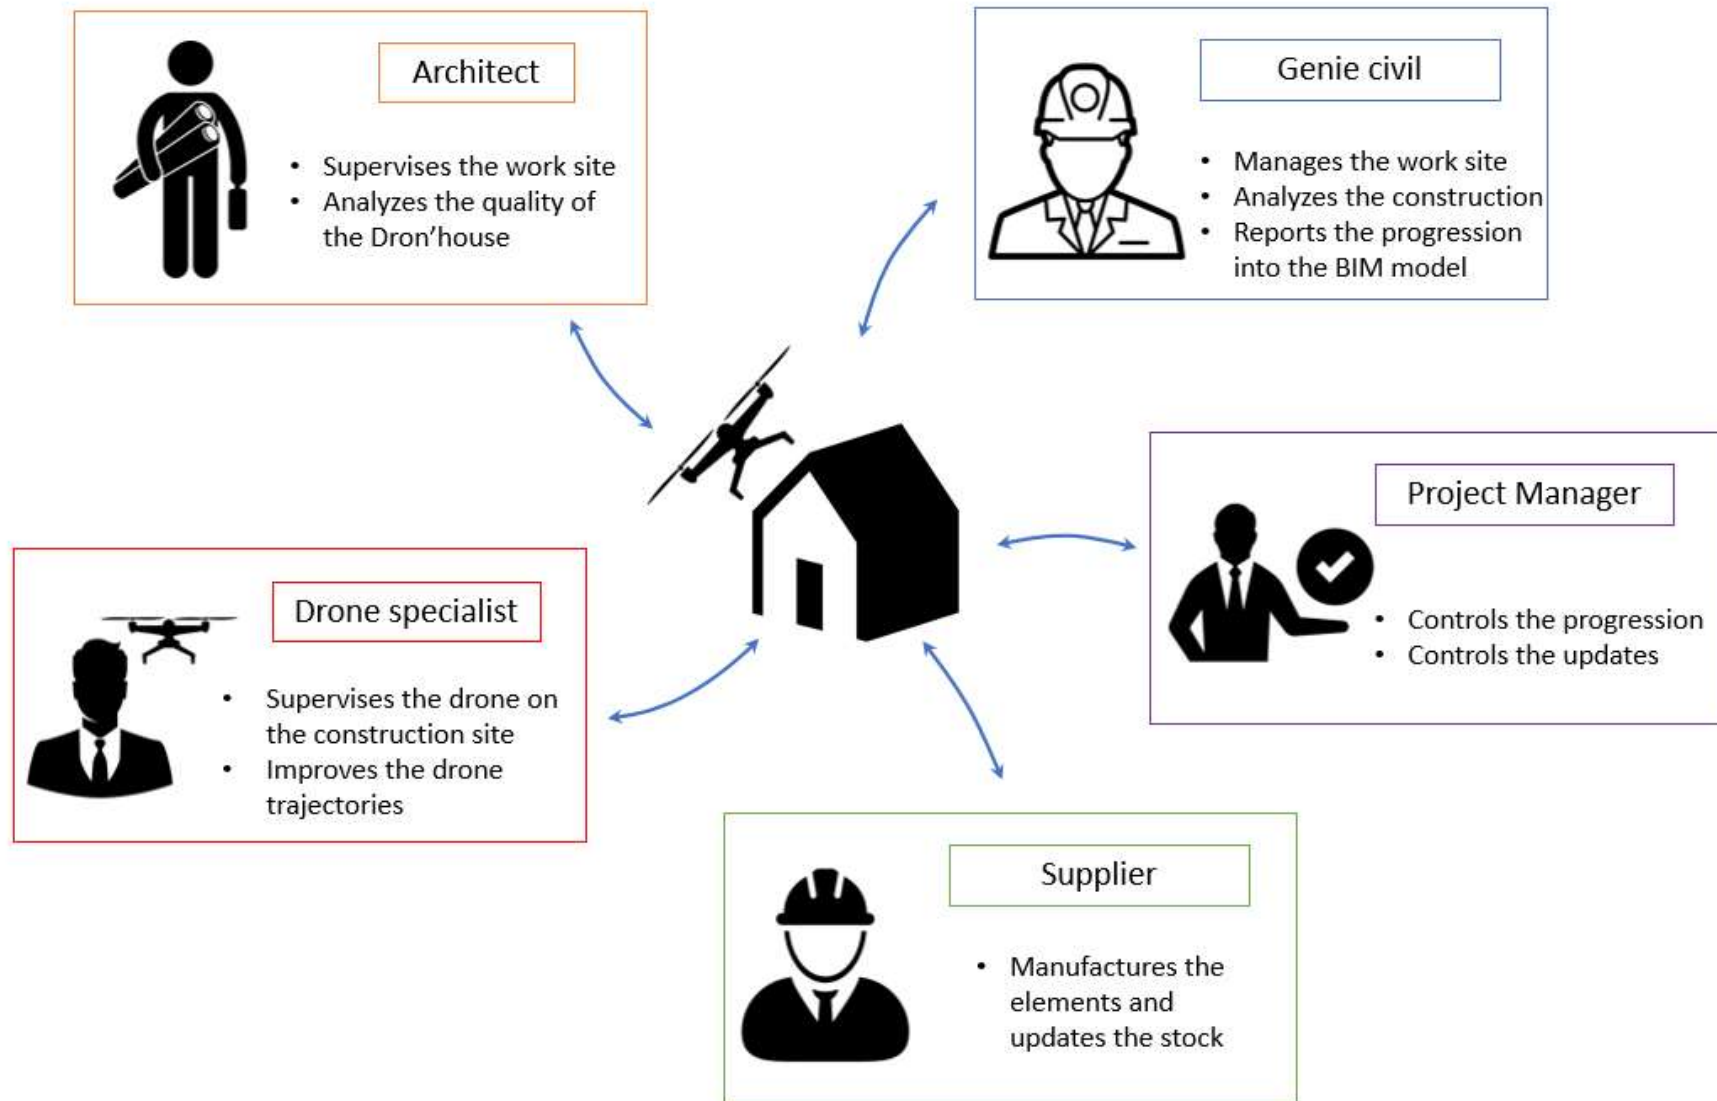 Architect
• Supervises the work site
• Analyzes the quality of
the Dron'house
Genie civil
• Manages the work site
• Analyzes the construction
• Reports the progression
into the BIM model
Project Manager
• Controls the progression
• Controls the updates
Drone specialist
• Supervises the drone on
the construction site
• Improves the drone
trajectories
Supplier
• Manufactures the
elements and
updates the stock